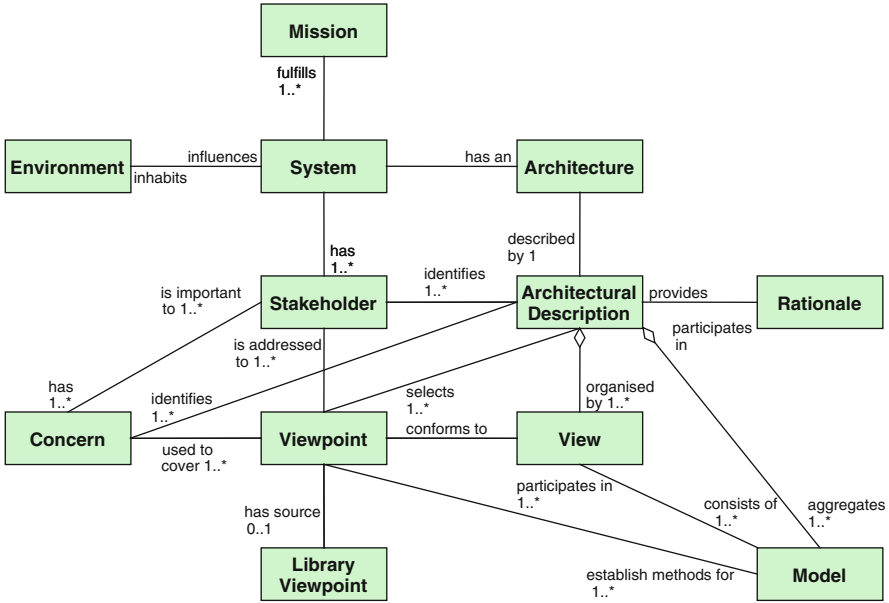 Mission
fulfills
1..*
Environment
influences
inhabits
System
has an
Architecture
has
1..*
described
by 1
is important
to 1..*
Stakeholder
identifies
1..*
Architectural
Description
provides
Rationale
is addressed
to 1..*
participates
in
has
1..*
identifies
1..*
selects
1..*
organised
by 1..*
Concern
used to
cover 1..*
Viewpoint
conforms to
View
has source
0..1
participates in
1..*
consists of
1..*
aggregates
1..*
Library
Viewpoint
establish methods for
1..*
Model